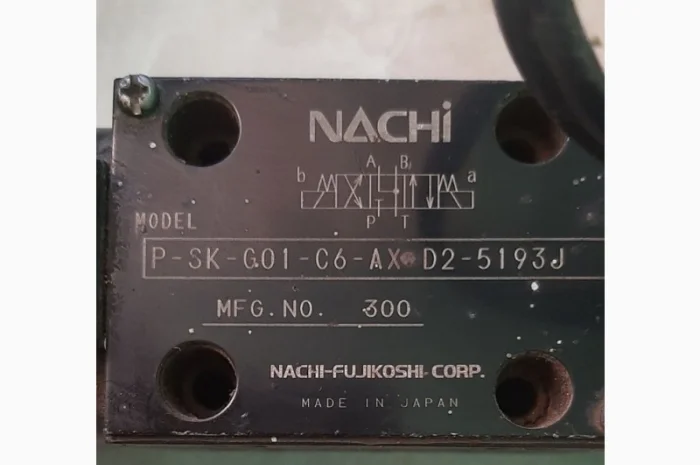 NACHi
A B
b a
P T
MODEL
P-SK-G01-C6-AX-D2-5193J
MFG.NO. 300
NACHI-FUJIKOSHI CORP.
MADE IN JAPAN